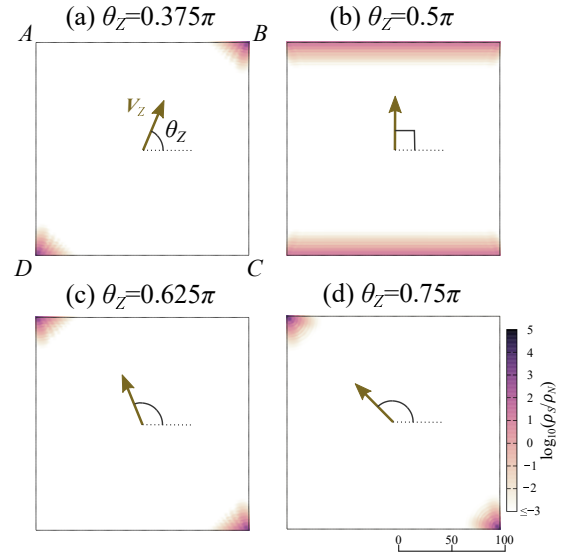 (a) θ_Z=0.375π
(b) θ_Z=0.5π
A
B
V_Z
θ_Z
D
C
(c) θ_Z=0.625π
(d) θ_Z=0.75π
5
4
3
2
1
0
−1
−2
≤−3
log₁₀(ρ_S/ρ_N)
0 50 100